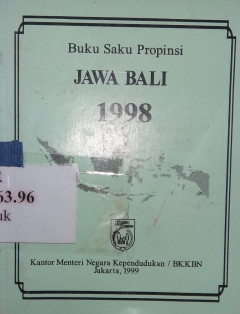 Buku Saku Propinsi
JAWA BALI
1998
63.96
uk
Kantor Menteri Negara Kependudukan / BKKBN
Jakarta, 1999